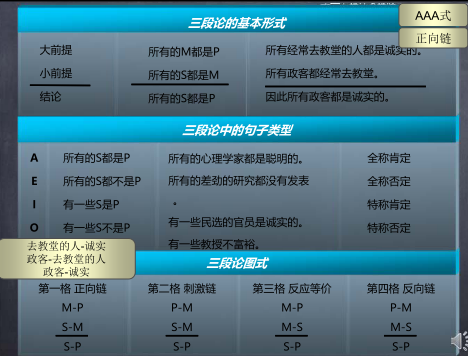 AAA式
正向链
三段论的基本形式
大前提 所有的M都是P 所有经常去教堂的人都是诚实的。
小前提 所有的S都是M 所有政客都经常去教堂。
结论 所有的S都是P 因此所有政客都是诚实的。
三段论中的句子类型
A 所有的S都是P 所有的心理学家都是聪明的。 全称肯定
E 所有的S都不是P 所有的差劲的研究都没有发表 全称否定
I 有一些S是P 。 特称肯定
O 有一些S不是P 有一些民选的官员是诚实的。 特称否定
有一些教授不富裕。
去教堂的人-诚实
政客-去教堂的人
政客-诚实
三段论图式
第一格 正向链 第二格 刺激链 第三格 反应等价 第四格 反向链
M-P P-M M-P P-M
S-M S-M M-S M-S
S-P S-P S-P S-P